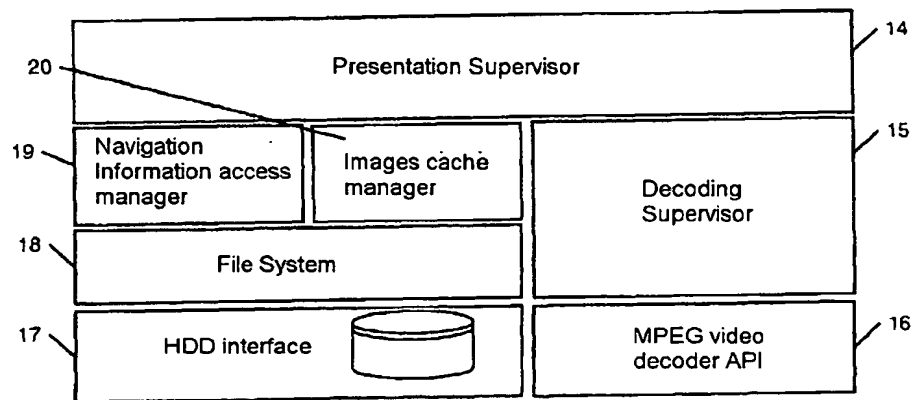 14
20
Presentation Supervisor
19
Navigation
Information access
manager
Images cache
manager
15
Decoding
Supervisor
18
File System
17
HDD interface
MPEG video
decoder API
16